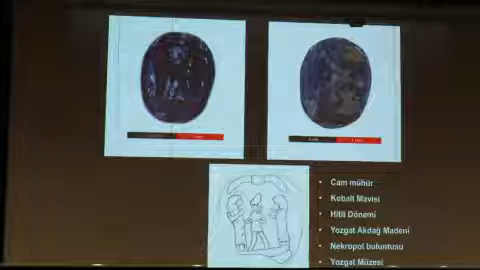 Cam mühür
Kobalt Mavisi
Hitit Dönemi
Yozgat Akdağ Madeni
Nekropol buluntusu
Yozgat Müzesi